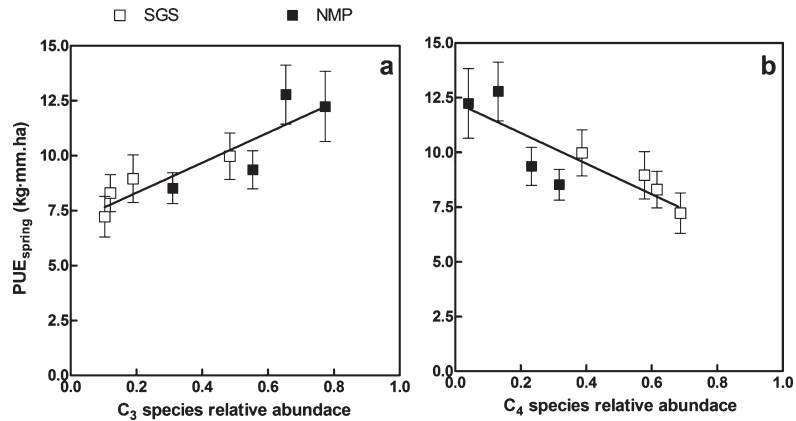 SGS NMP
a
15.0
12.5
10.0
7.5
5.0
2.5
0.0
0.0 0.2 0.4 0.6 0.8 1.0
PUEspring (kg·mm.ha)
C3 species relative abundace
b
15.0
12.5
10.0
7.5
5.0
2.5
0.0
0.0 0.2 0.4 0.6 0.8 1.0
C4 species relative abundace